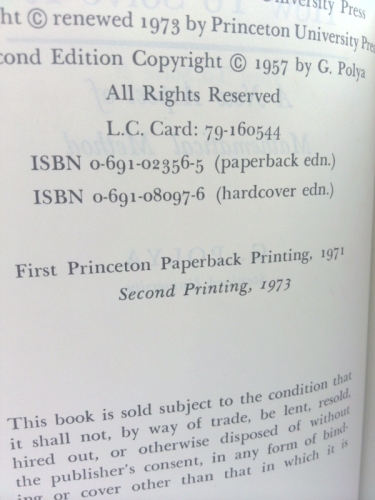 University Press
ht © renewed 1973 by Princeton University Pres
cond Edition Copyright © 1957 by G. Polya
All Rights Reserved
L.C. Card: 79-160544
ISBN 0-691-02356-5 (paperback edn.)
ISBN 0-691-08097-6 (hardcover edn.)
First Princeton Paperback Printing, 1971
Second Printing, 1973
This book is sold subject to the condition that
it shall not, by way of trade, be lent, resold,
hired out, or otherwise disposed of without
the publisher's consent, in any form of bind-
ing or cover other than that in which it is